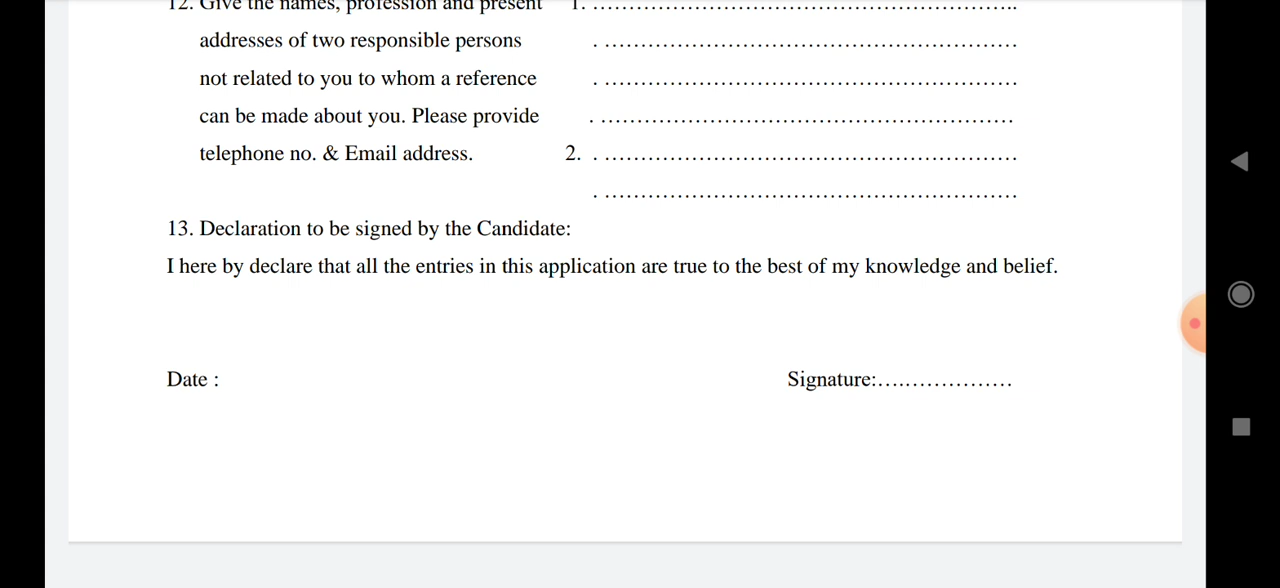 12. Give the names, profession and present 1. ..............................................................
addresses of two responsible persons . .........................................................
not related to you to whom a reference . .........................................................
can be made about you. Please provide . .........................................................
telephone no. & Email address. 2. . .........................................................
. .........................................................
13. Declaration to be signed by the Candidate:
I here by declare that all the entries in this application are true to the best of my knowledge and belief.
Date : Signature:...................